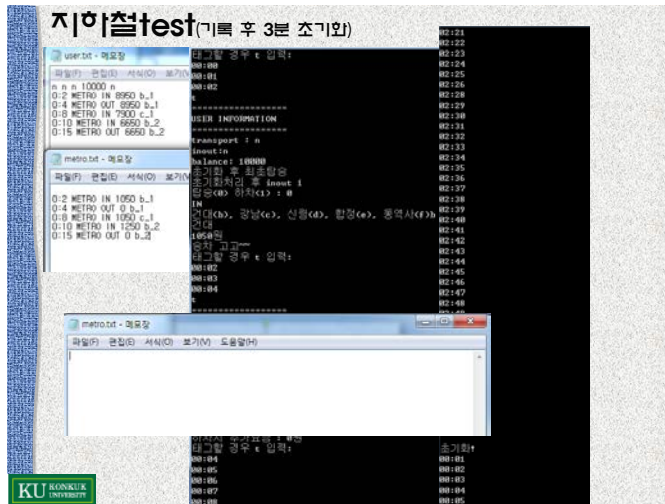 지하철test(기록 후 3분 초기화)
user.txt - 메모장
파일(F) 편집(E) 서식(O) 보기(V)
n n n 10000 n
0:2 METRO IN 8950 b_1
0:4 METRO OUT 8950 b_1
0:8 METRO IN 7900 c_1
0:10 METRO IN 6650 b_2
0:15 METRO OUT 6650 b_2
metro.txt - 메모장
파일(F) 편집(E) 서식(O) 보기(V)
0:2 METRO IN 1050 b_1
0:4 METRO OUT 0 b_1
0:8 METRO IN 1050 c_1
0:10 METRO IN 1250 b_2
0:15 METRO OUT 0 b_2
태그할 경우 t 입력:
00:00
00:01
00:02
t
==================
USER INFORMATION
==================
transport : n
inout:n
balance: 10000
초기화 후 최초탑승
초기화처리 후 inout i
탑승(0) 하차(1) : 0
IN
건대(b), 강남(c), 신림(d), 합정(e), 동역사(f)b
건대
1050원
승차 고고~~
태그할 경우 t 입력:
00:02
00:03
00:04
t
==================
metro.txt - 메모장
파일(F) 편집(E) 서식(O) 보기(V) 도움말(H)
하차시 추가요금 : 0원
태그할 경우 t 입력:
00:04
00:05
00:06
00:07
00:08
02:21
02:22
02:23
02:24
02:25
02:26
02:28
02:29
02:30
02:31
02:32
02:33
02:34
02:35
02:36
02:37
02:38
02:39
02:40
02:41
02:42
02:43
02:44
02:45
02:46
02:47
02:48
초기화!
00:01
00:02
00:03
00:04
00:05
KU KONKUK
UNIVERSITY